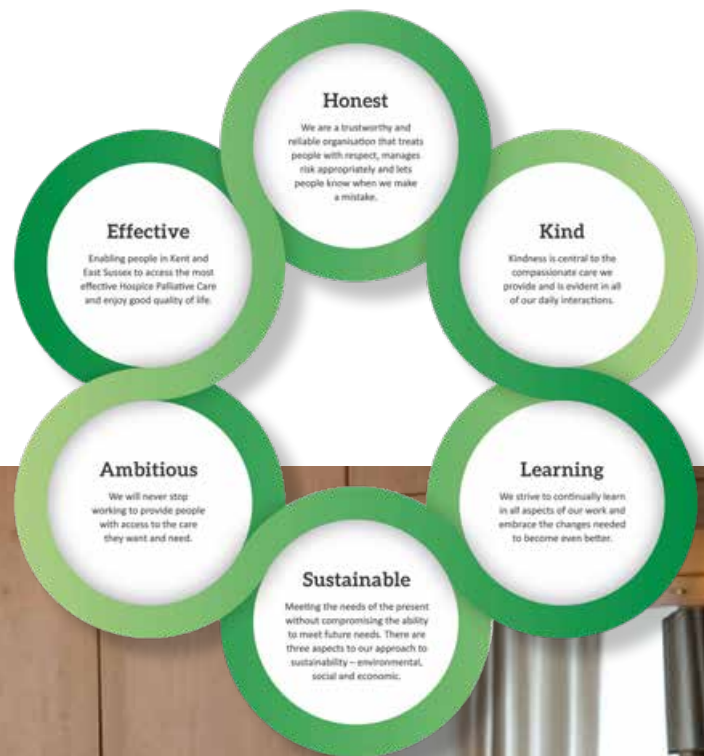 Honest
We are a trustworthy and
reliable organisation that treats
people with respect, manages
risk appropriately and lets
people know when we make
a mistake.
Kind
Kindness is central to the
compassionate care we
provide and is evident in all
of our daily interactions.
Learning
We strive to continually learn
in all aspects of our work and
embrace the changes needed
to become even better.
Sustainable
Meeting the needs of the present
without compromising the ability
to meet future needs. There are
three aspects to our approach to
sustainability – environmental,
social and economic.
Ambitious
We will never stop
working to provide people
with access to the care
they want and need.
Effective
Enabling people in Kent and
East Sussex to access the most
effective Hospice Palliative Care
and enjoy good quality of life.